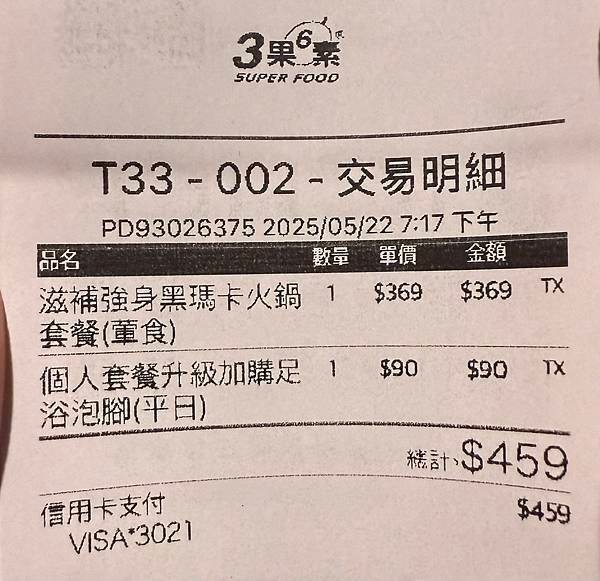 3果6素
SUPER FOOD
T33 - 002 - 交易明細
PD93026375 2025/05/22 7:17 下午
品名 數量 單價 金額
滋補強身黑瑪卡火鍋 1 $369 $369 TX
套餐(葷食)
個人套餐升級加購足 1 $90 $90 TX
浴泡腳(平日)
總計、$459
信用卡支付 $459
VISA*3021